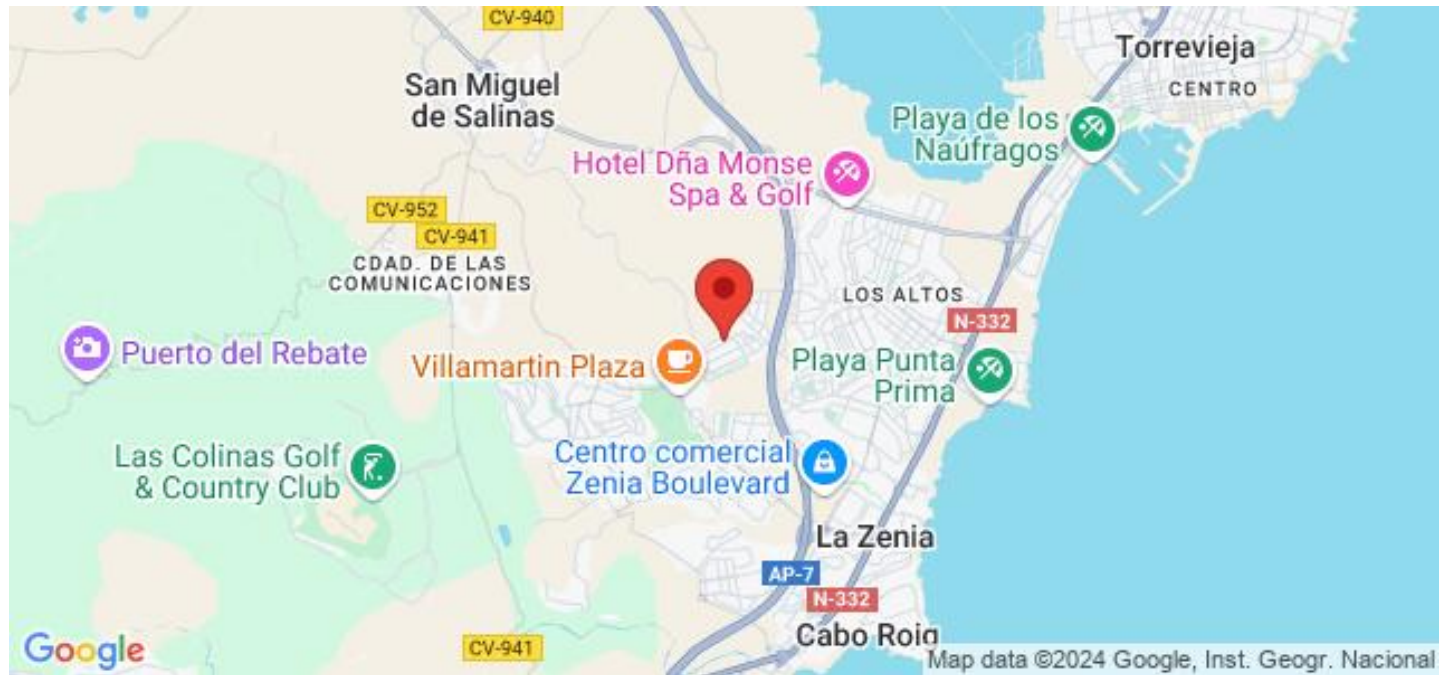 CV-940
Torrevieja
CENTRO
San Miguel
de Salinas
Playa de los
Naúfragos
Hotel Dña Monse
Spa & Golf
CV-952
CV-941
CDAD. DE LAS
COMUNICACIONES
LOS ALTOS
N-332
Puerto del Rebate
Villamartin Plaza
Playa Punta
Prima
Las Colinas Golf
& Country Club
Centro comercial
Zenia Boulevard
La Zenia
AP-7
N-332
Cabo Roig
CV-941
Google
Map data ©2024 Google, Inst. Geogr. Nacional